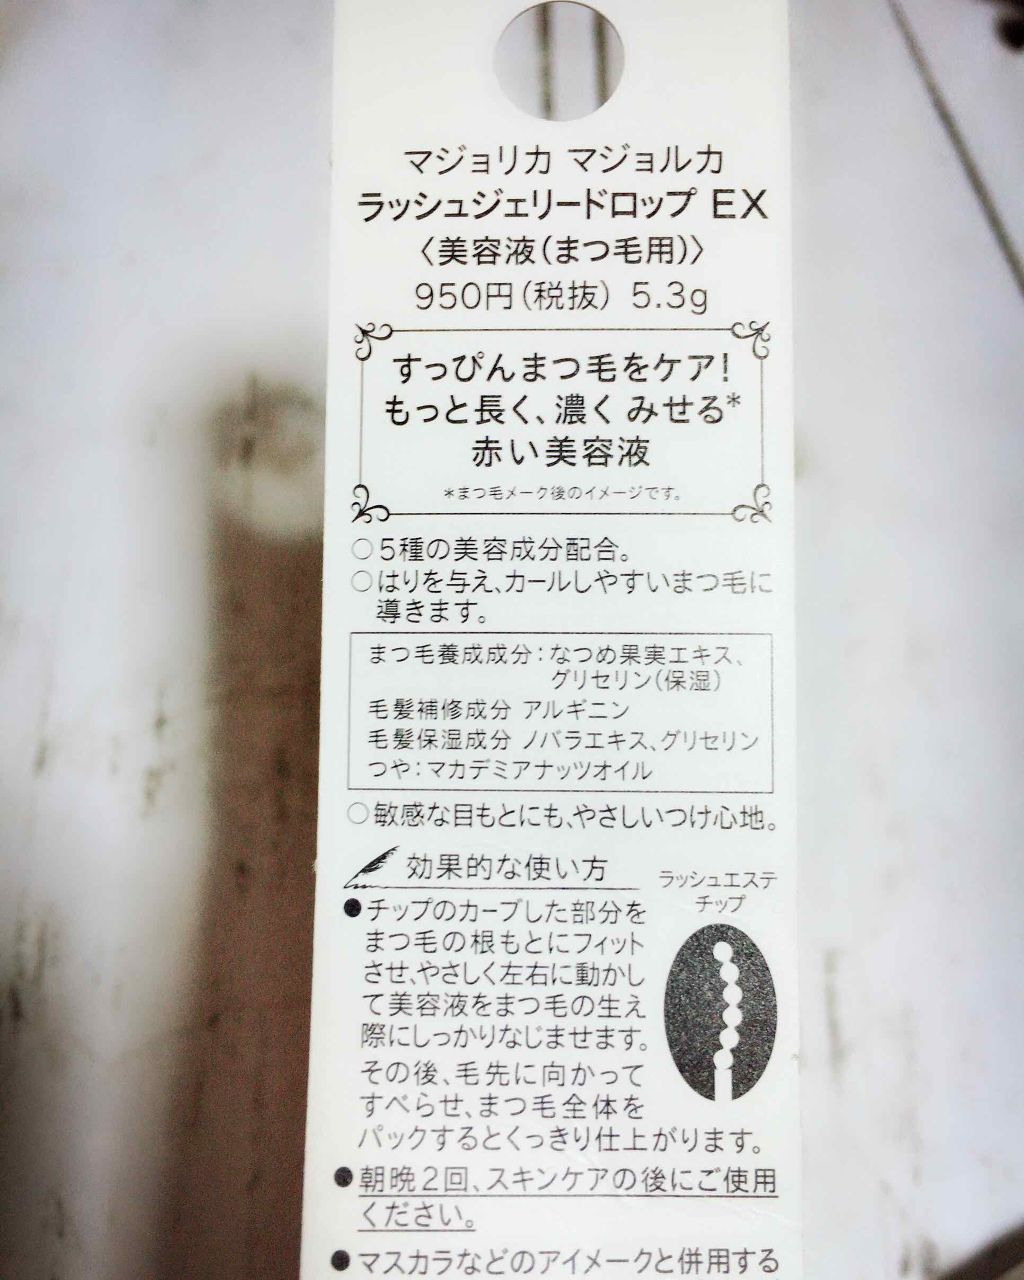 マジョリカ マジョルカ
ラッシュジェリードロップ EX
〈美容液(まつ毛用)〉
950円(税抜) 5.3g
すっぴんまつ毛をケア!
もっと長く、濃く みせる*
赤い美容液
*まつ毛メーク後のイメージです。
○5種の美容成分配合。
○はりを与え、カールしやすいまつ毛に
導きます。
まつ毛養成成分:なつめ果実エキス、
グリセリン(保湿)
毛髪補修成分 アルギニン
毛髪保湿成分 ノバラエキス、グリセリン
つや:マカデミアナッツオイル
○敏感な目もとにも、やさしいつけ心地。
効果的な使い方
●チップのカーブした部分を
まつ毛の根もとにフィット
させ、やさしく左右に動かし
て美容液をまつ毛の生え
際にしっかりなじませます。
その後、毛先に向かって
すべらせ、まつ毛全体を
パックするとくっきり仕上がります。
ラッシュエステ
チップ
●朝晩2回、スキンケアの後にご使用
ください。
●マスカラなどのアイメークと併用する